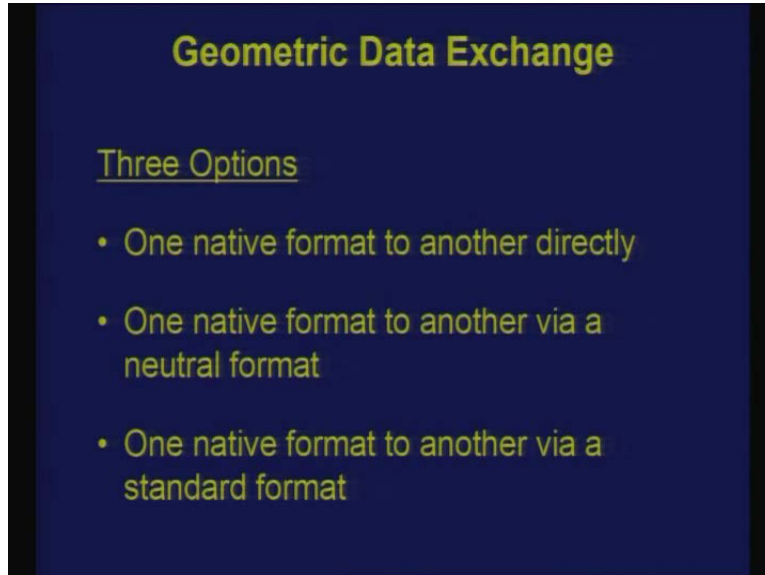 Geometric Data Exchange
Three Options
• One native format to another directly
• One native format to another via a
neutral format
• One native format to another via a
standard format